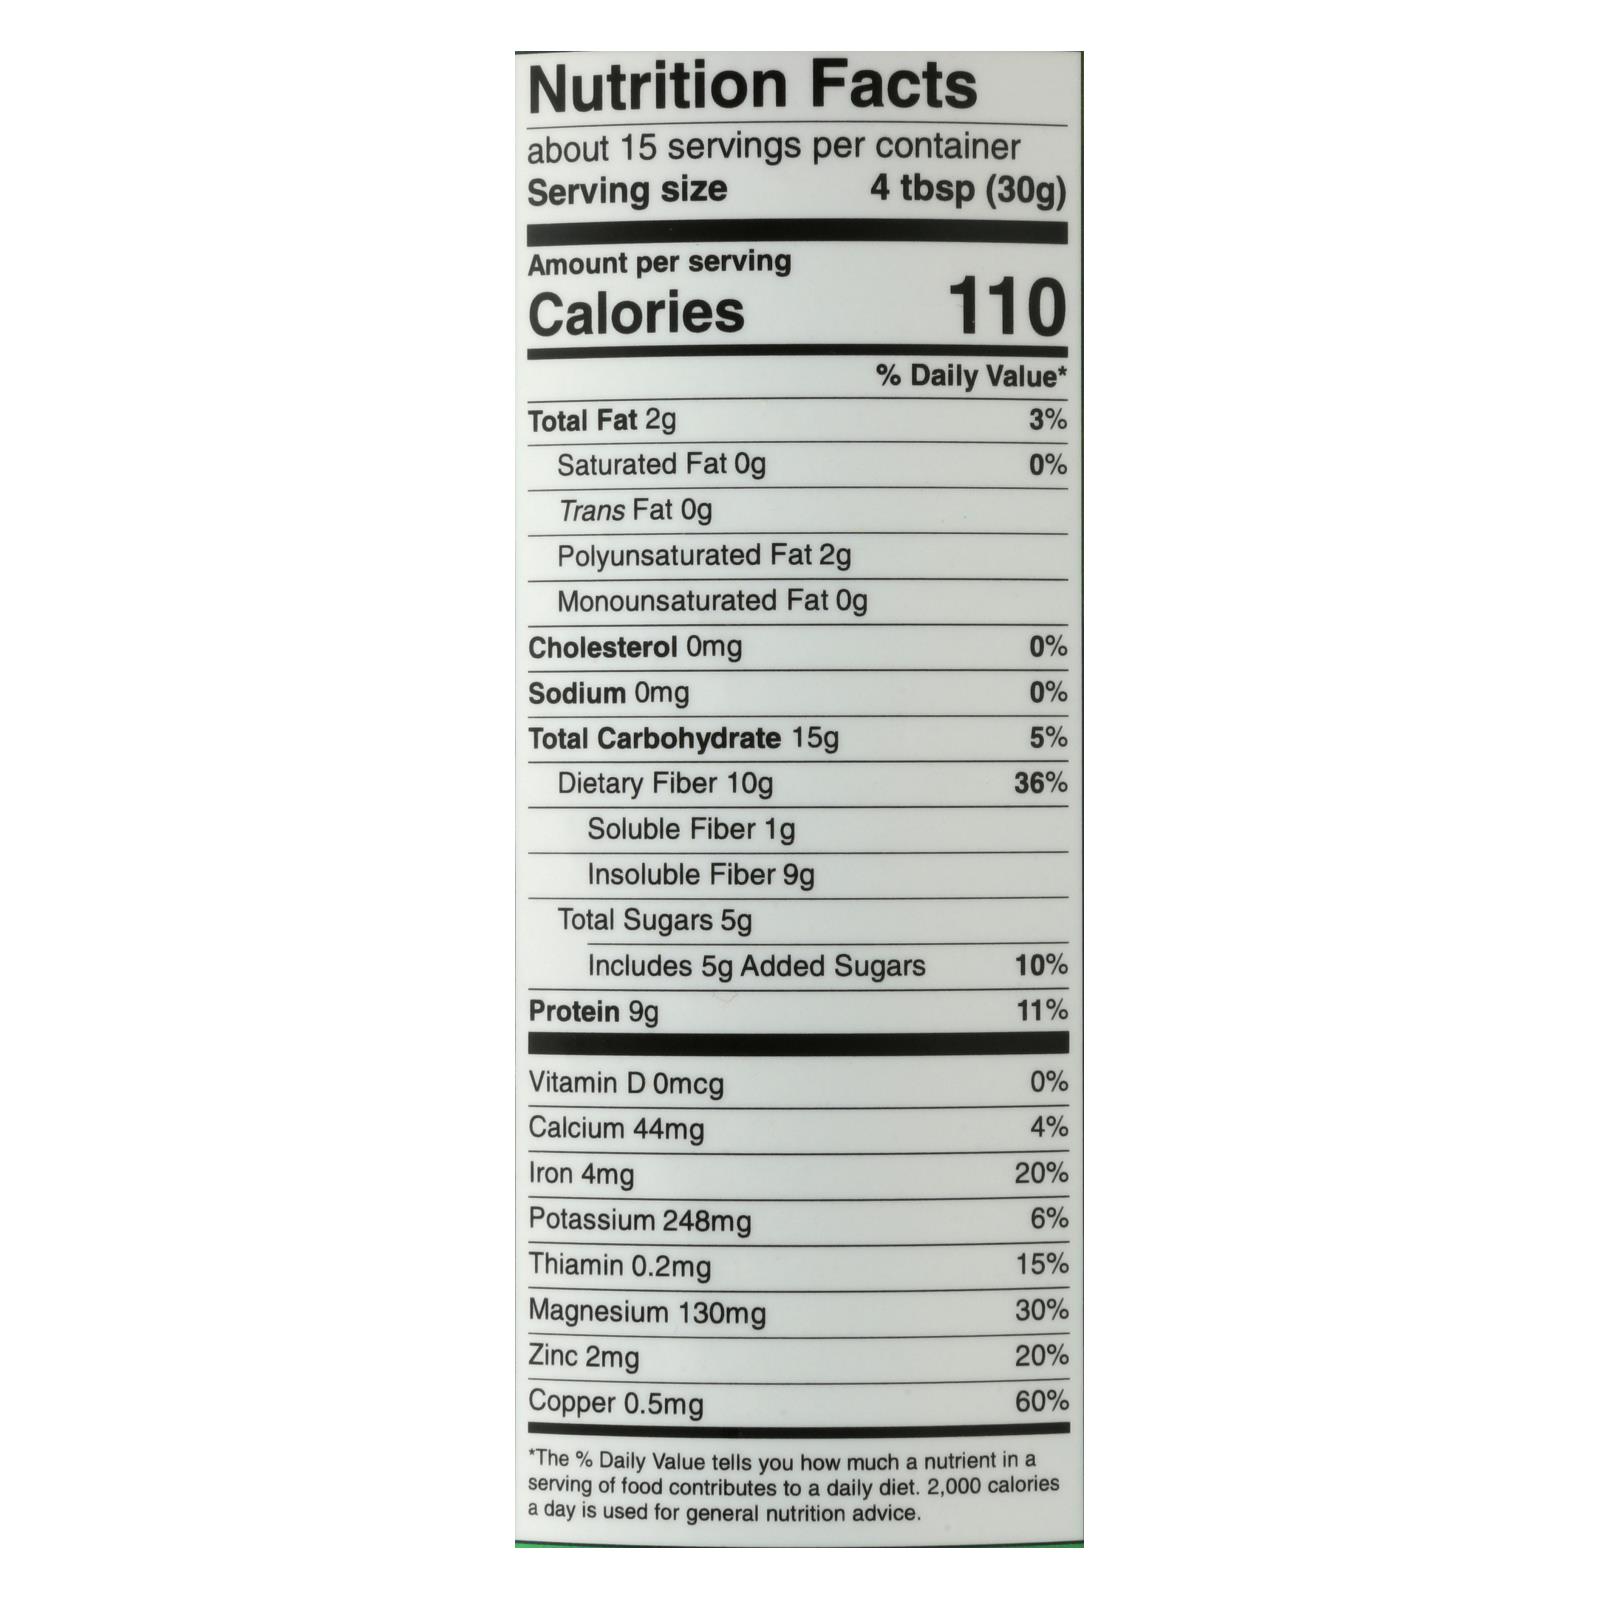 Nutrition Facts
about 15 servings per container
Serving size 4 tbsp (30g)
Amount per serving
Calories 110
% Daily Value*
Total Fat 2g 3%
Saturated Fat 0g 0%
Trans Fat 0g
Polyunsaturated Fat 2g
Monounsaturated Fat 0g
Cholesterol 0mg 0%
Sodium 0mg 0%
Total Carbohydrate 15g 5%
Dietary Fiber 10g 36%
Soluble Fiber 1g
Insoluble Fiber 9g
Total Sugars 5g
Includes 5g Added Sugars 10%
Protein 9g 11%
Vitamin D 0mcg 0%
Calcium 44mg 4%
Iron 4mg 20%
Potassium 248mg 6%
Thiamin 0.2mg 15%
Magnesium 130mg 30%
Zinc 2mg 20%
Copper 0.5mg 60%
*The % Daily Value tells you how much a nutrient in a
serving of food contributes to a daily diet. 2,000 calories
a day is used for general nutrition advice.